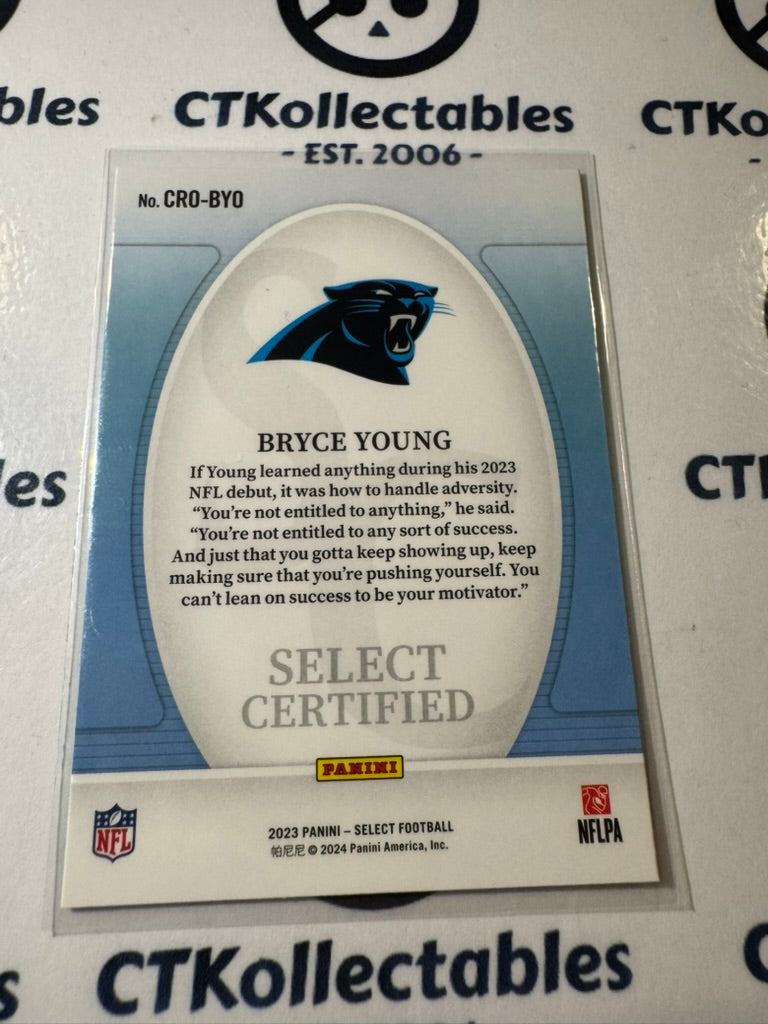 bles
CTKollectables
CTKo
- EST. 2006 -
No. CRO-BYO
BRYCE YOUNG
If Young learned anything during his 2023
NFL debut, it was how to handle adversity.
“You’re not entitled to anything,” he said.
“You’re not entitled to any sort of success.
And just that you gotta keep showing up, keep
making sure that you’re pushing yourself. You
can’t lean on success to be your motivator.”
les
CTK
SELECT
CERTIFIED
PANINI
NFL
2023 PANINI – SELECT FOOTBALL
帕尼尼 © 2024 Panini America, Inc.
NFLPA
CTKollectables
s
C